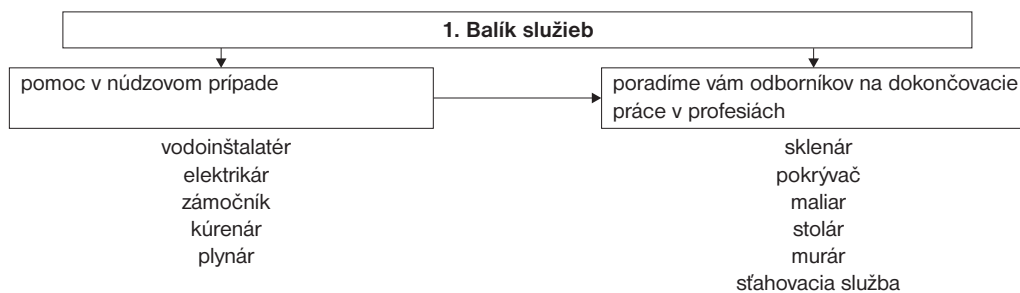 1. Balík služieb
pomoc v núdzovom prípade
vodoinštalatér
elektrikár
zámočník
kúrenár
plynár
poradíme vám odborníkov na dokončovacie
práce v profesiách
sklenár
pokrývač
maliar
stolár
murár
sťahovacia služba